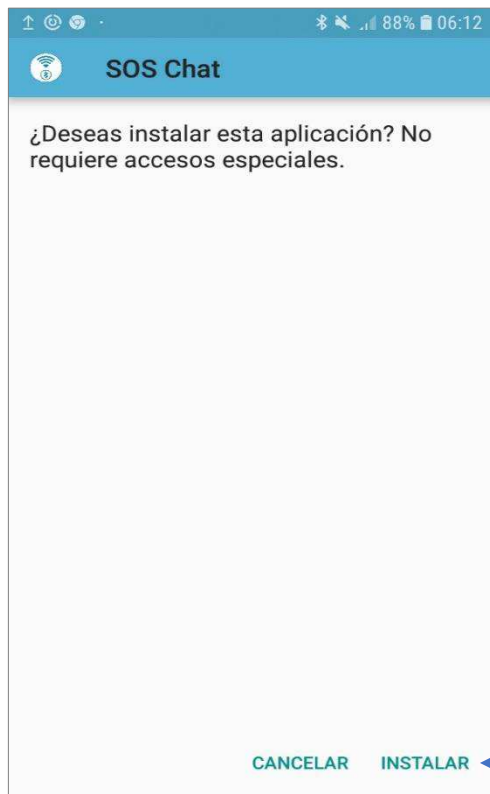 88% 06:12
SOS Chat
¿Deseas instalar esta aplicación? No
requiere accesos especiales.
CANCELAR INSTALAR